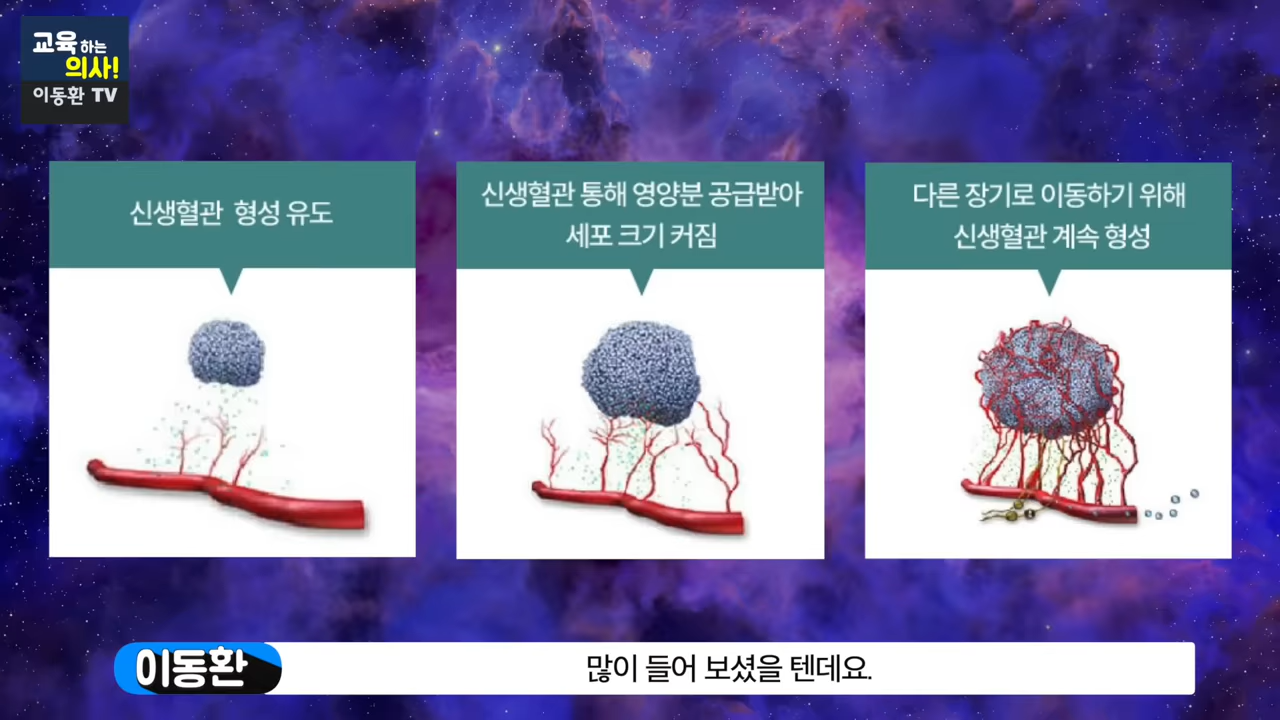 교육하는
의사!
이동환 TV
신생혈관 형성 유도
신생혈관 통해 영양분 공급받아
세포 크기 커짐
다른 장기로 이동하기 위해
신생혈관 계속 형성
이동환
많이 들어 보셨을 텐데요.